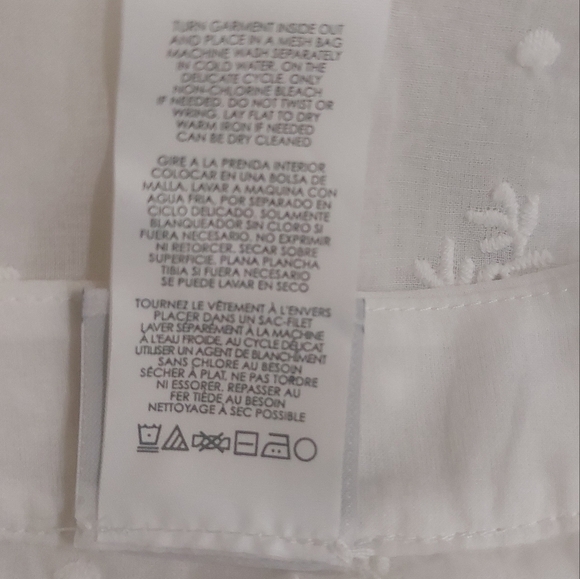 TURN GARMENT INSIDE OUT
AND PLACE IN A MESH BAG
MACHINE WASH SEPARATELY
IN COLD WATER, ON THE
DELICATE CYCLE. ONLY
NON-CHLORINE BLEACH
IF NEEDED. DO NOT TWIST OR
WRING. LAY FLAT TO DRY
WARM IRON IF NEEDED
CAN BE DRY CLEANED
GIRE A LA PRENDA INTERIOR
COLOCAR EN UNA BOLSA DE
MALLA. LAVAR A MAQUINA CON
AGUA FRIA, POR SEPARADO EN
CICLO DELICADO. SOLAMENTE
BLANQUEADOR SIN CLORO SI
FUERA NECESARIO. NO EXPRIMIR
NI RETORCER. SECAR SOBRE
SUPERFICIE. PLANA PLANCHA
TIBIA SI FUERA NECESARIO
SE PUEDE LAVAR EN SECO
TOURNEZ LE VÊTEMENT À L'ENVERS
PLACER DANS UN SAC-FILET
LAVER SÉPARÉMENT À LA MACHINE
À L'EAU FROIDE, AU CYCLE DÉLICAT
UTILISER UN AGENT DE BLANCHIMENT
SANS CHLORE AU BESOIN
SÉCHER À PLAT, NE PAS TORDRE
NI ESSORER. REPASSER AU
FER TIÈDE AU BESOIN
NETTOYAGE À SEC POSSIBLE